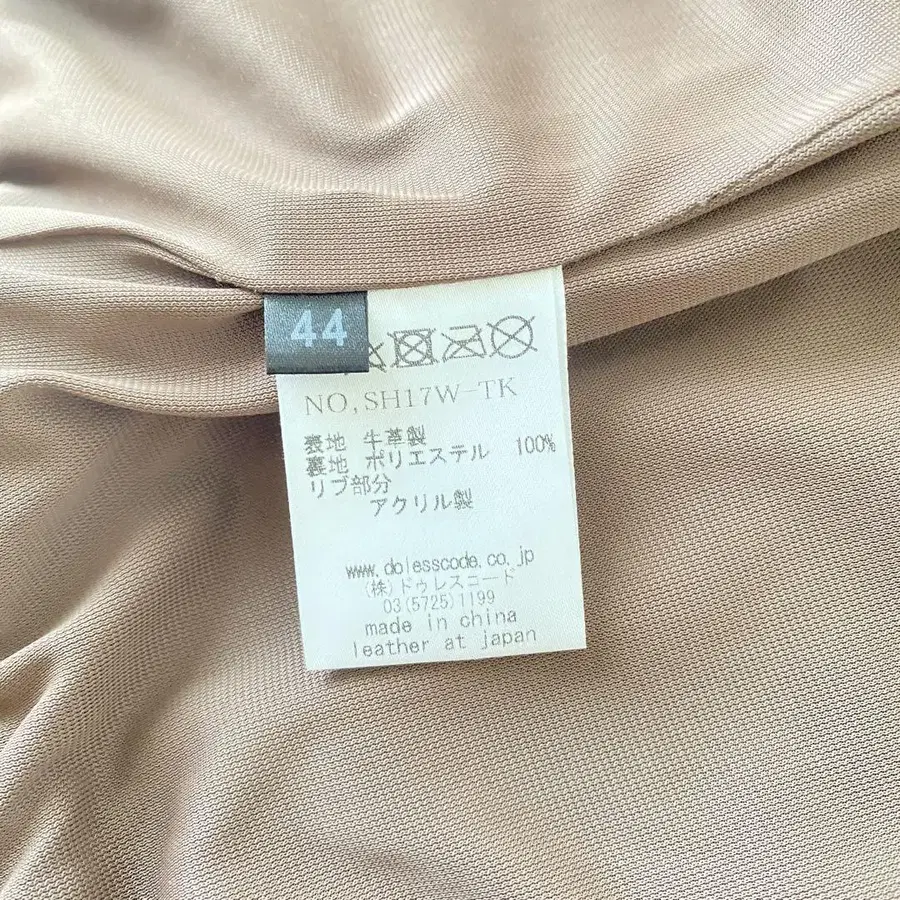 44
NO,SH17W-TK
表地 牛革製
裏地 ポリエステル 100%
リブ部分
アクリル製
www.dolesscode.co.jp
(株)ドゥレスコード
03(5725)1199
made in china
leather at japan